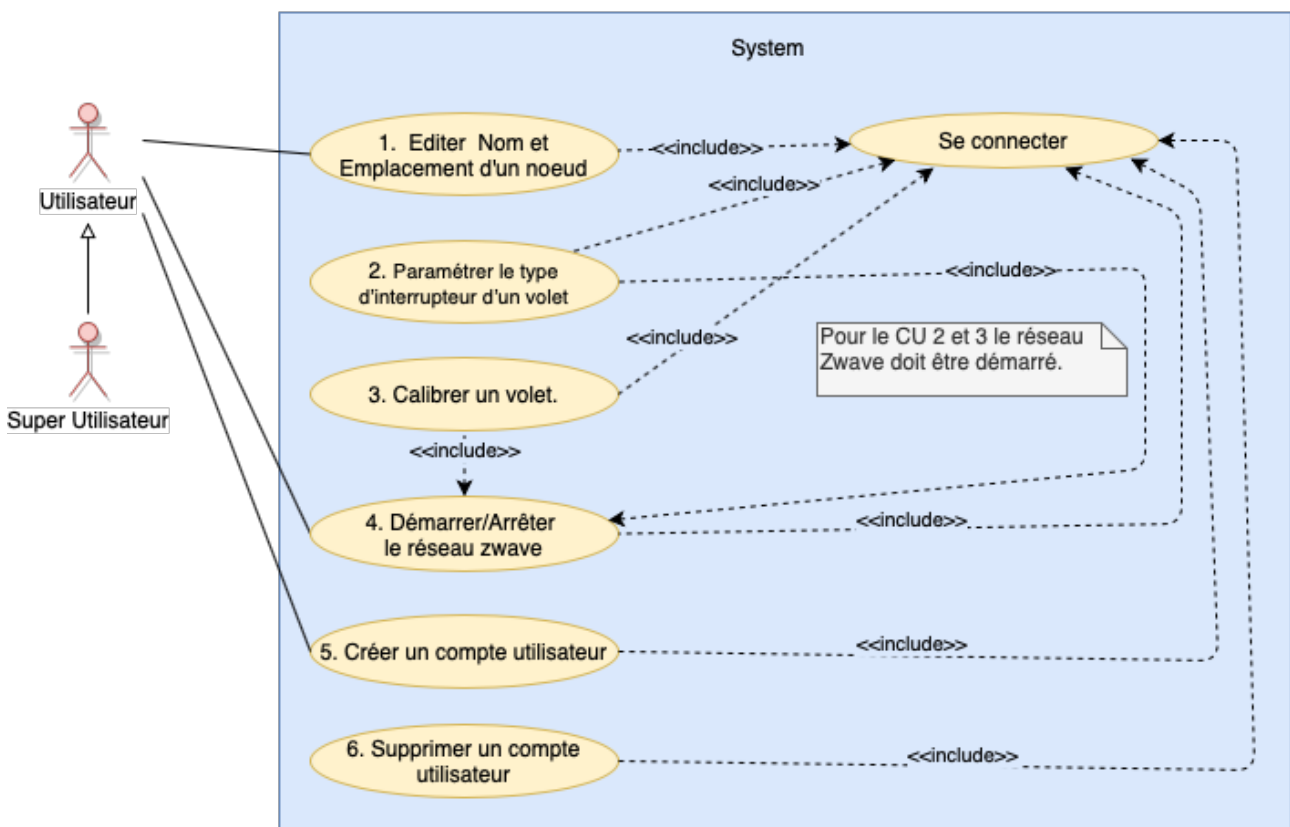 System
Utilisateur
Super Utilisateur
1. Editer Nom et
Emplacement d'un noeud
<<include>>
Se connecter
<<include>>
2. Paramétrer le type
d'interrupteur d'un volet
<<include>>
<<include>>
Pour le CU 2 et 3 le réseau
Zwave doit être démarré.
3. Calibrer un volet.
<<include>>
4. Démarrer/Arrêter
le réseau zwave
<<include>>
5. Créer un compte utilisateur
<<include>>
6. Supprimer un compte
utilisateur
<<include>>